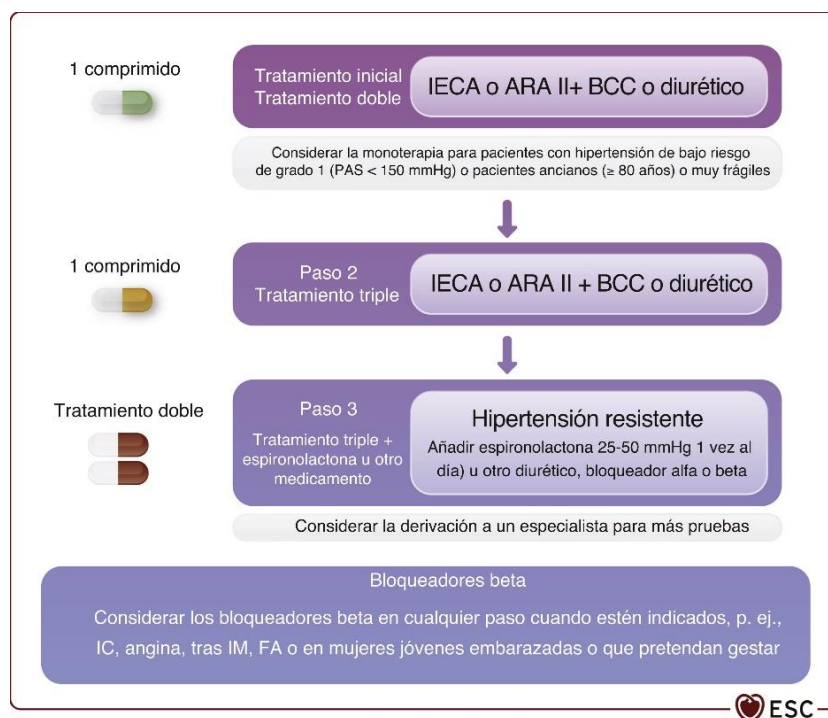 1 comprimido
Tratamiento inicial
Tratamiento doble
IECA o ARA II+ BCC o diurético
Considerar la monoterapia para pacientes con hipertensión de bajo riesgo
de grado 1 (PAS < 150 mmHg) o pacientes ancianos (≥ 80 años) o muy frágiles
1 comprimido
Paso 2
Tratamiento triple
IECA o ARA II + BCC o diurético
Tratamiento doble
Paso 3
Tratamiento triple +
espironolactona u otro
medicamento
Hipertensión resistente
Añadir espironolactona 25-50 mmHg 1 vez al
día) u otro diurético, bloqueador alfa o beta
Considerar la derivación a un especialista para más pruebas
Bloqueadores beta
Considerar los bloqueadores beta en cualquier paso cuando estén indicados, p. ej.,
IC, angina, tras IM, FA o en mujeres jóvenes embarazadas o que pretendan gestar
ESC